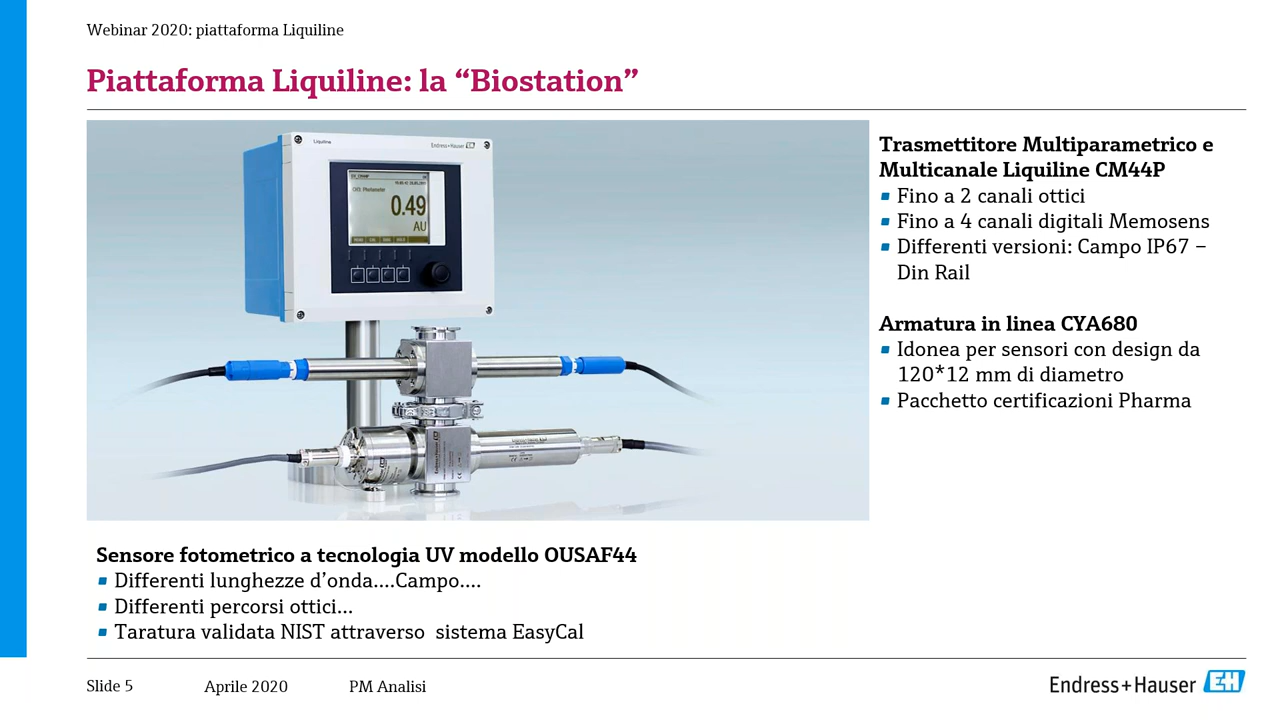 Webinar 2020: piattaforma Liquiline
Piattaforma Liquiline: la “Biostation”
Liquiline
Endress+Hauser EH
CH1: Photometer
0.49
AU
Trasmettitore Multiparametrico e
Multicanale Liquiline CM44P
Fino a 2 canali ottici
Fino a 4 canali digitali Memosens
Differenti versioni: Campo IP67 –
Din Rail
Armatura in linea CYA680
Idonea per sensori con design da
120*12 mm di diametro
Pacchetto certificazioni Pharma
Sensore fotometrico a tecnologia UV modello OUSAF44
Differenti lunghezze d’onda....Campo....
Differenti percorsi ottici...
Taratura validata NIST attraverso  sistema EasyCal
Slide 5
Aprile 2020
PM Analisi
Endress+Hauser EH